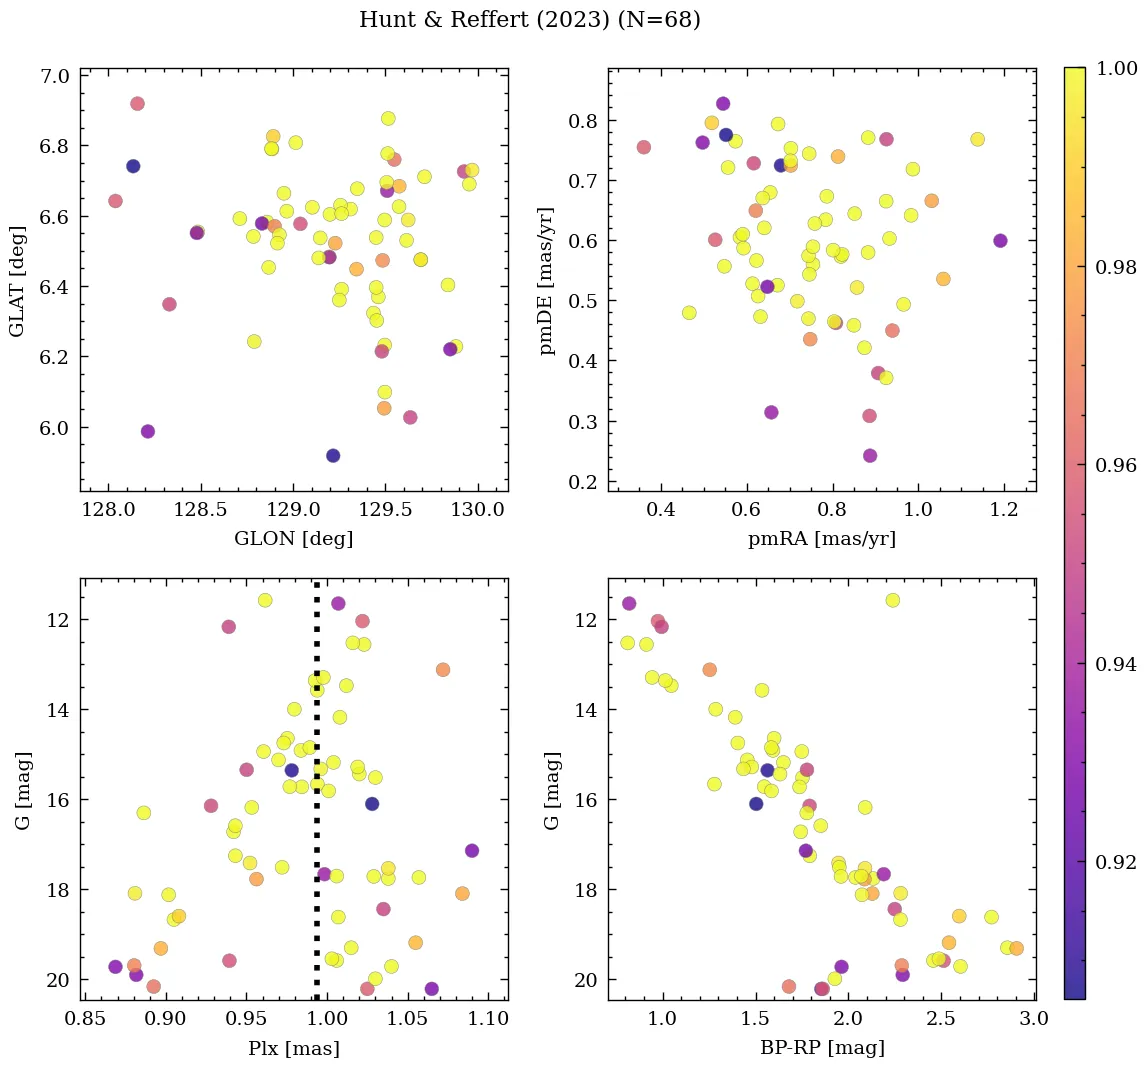 Hunt & Reffert (2023) (N=68)
7.0
6.8
6.6
6.4
6.2
6.0
GLAT [deg]
128.0 128.5 129.0 129.5 130.0
GLON [deg]
0.8
0.7
0.6
0.5
0.4
0.3
0.2
pmDE [mas/yr]
0.4 0.6 0.8 1.0 1.2
pmRA [mas/yr]
12
14
16
18
20
G [mag]
0.85 0.90 0.95 1.00 1.05 1.10
Plx [mas]
12
14
16
18
20
G [mag]
1.0 1.5 2.0 2.5 3.0
BP-RP [mag]
1.00
0.98
0.96
0.94
0.92